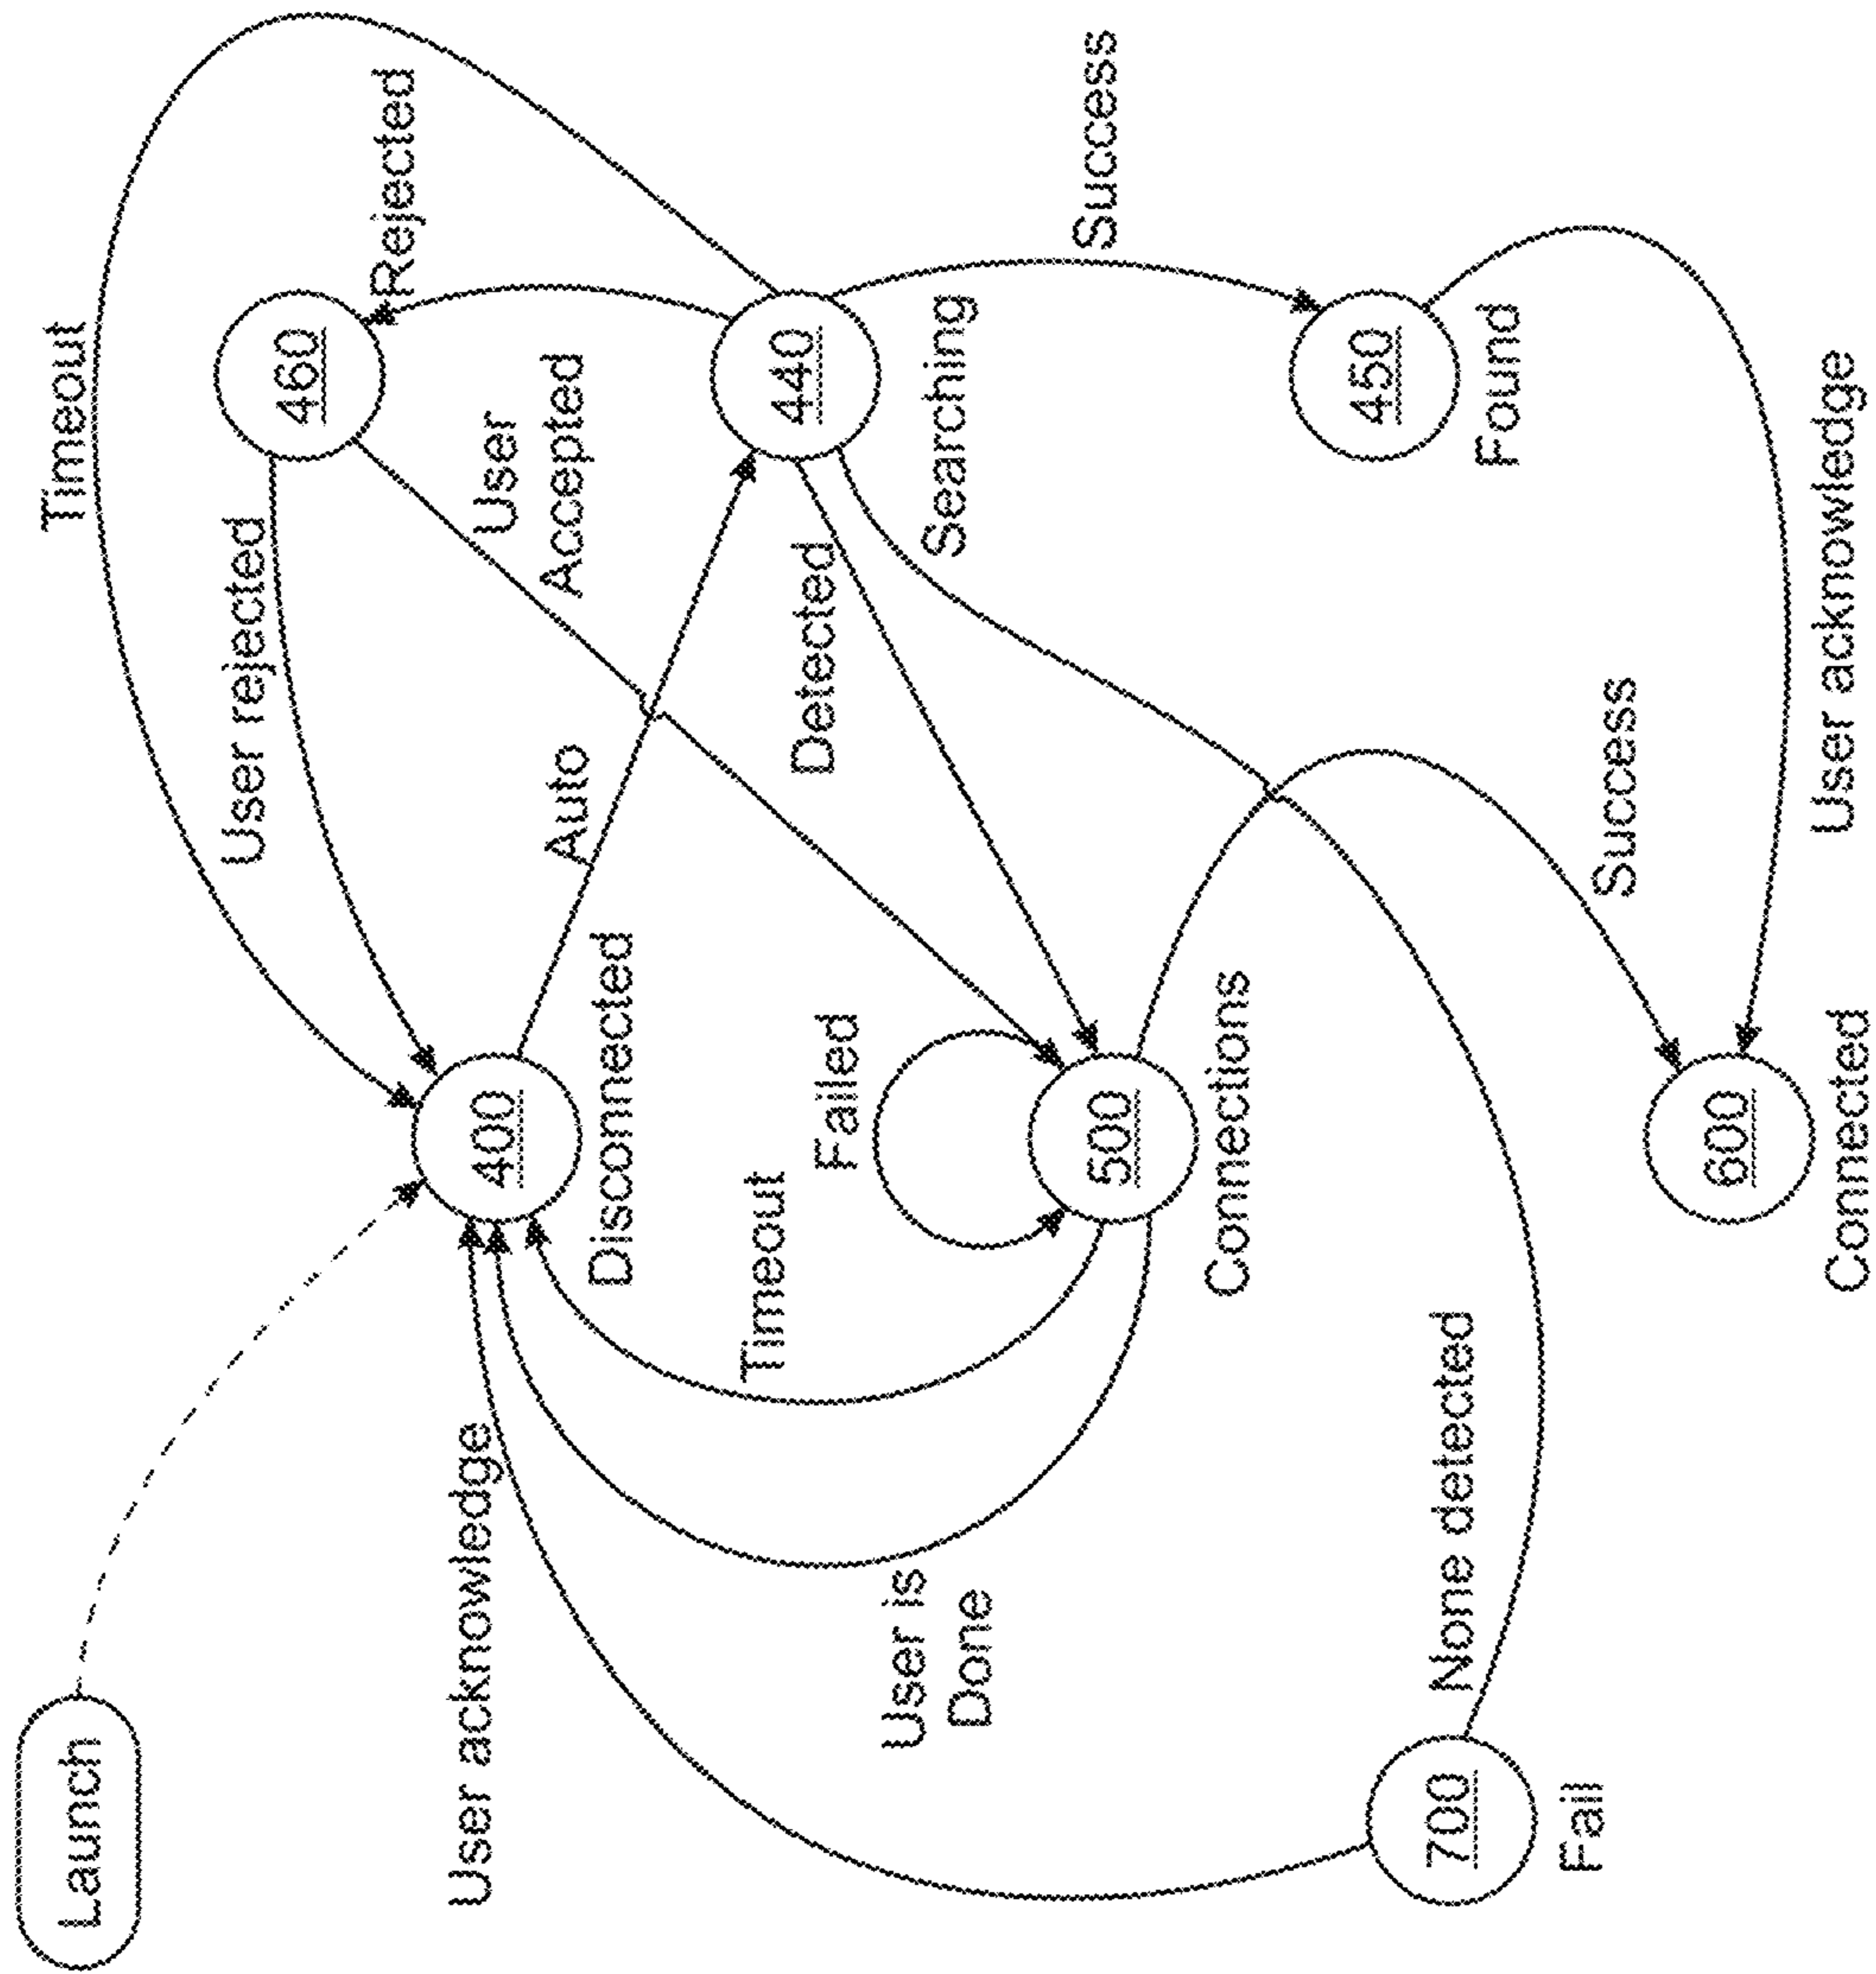 Launch
Timeout
User rejected
460
Rejected
User acknowledge
400
Disconnected
Auto
User
Accepted
440
Searching
Timeout
Failed
Detected
User is
Done
500
Connections
Success
None detected
450
Found
700
Fail
Success
600
Connected
User acknowledge